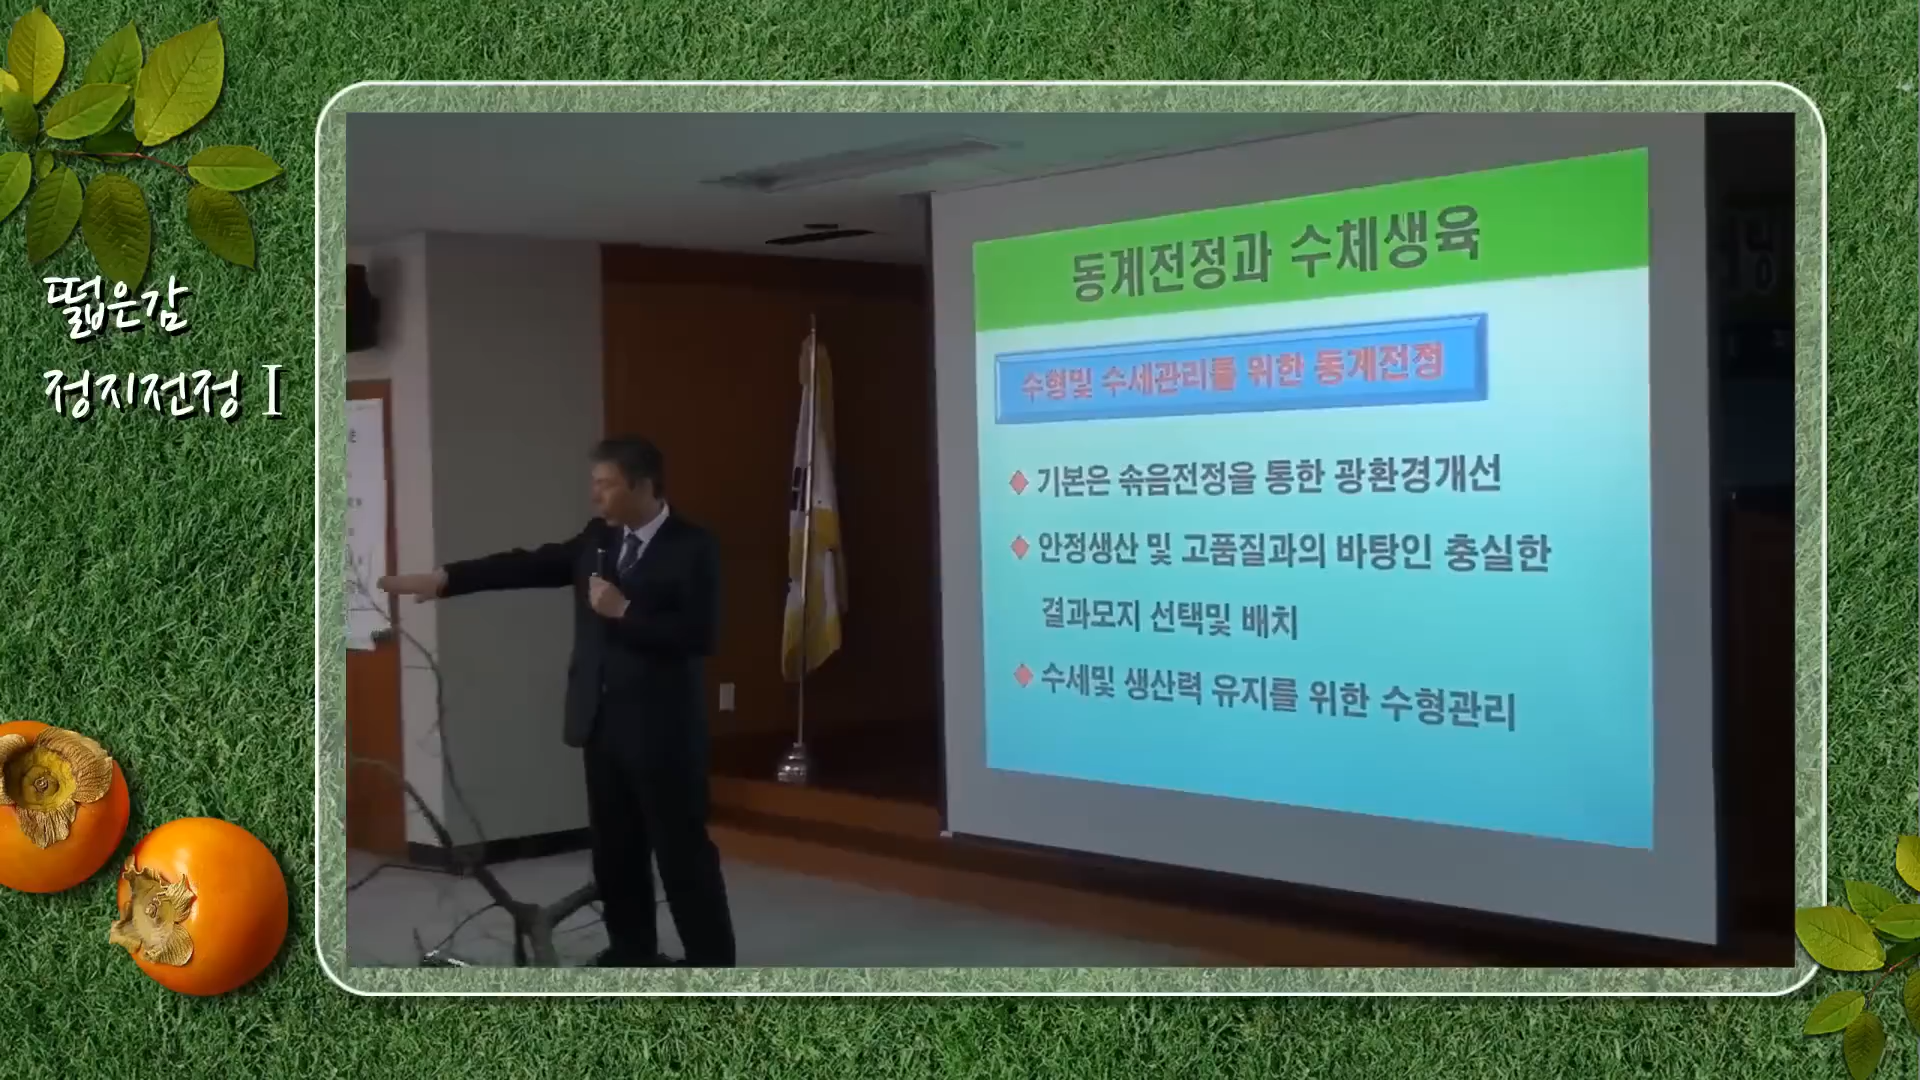 떫은감
정지전정 I
동계전정과 수체생육
수형및 수세관리를 위한 동계전정
기본은 솎음전정을 통한 광환경개선
안정생산 및 고품질과의 바탕인 충실한
결과모지 선택및 배치
수세및 생산력 유지를 위한 수형관리